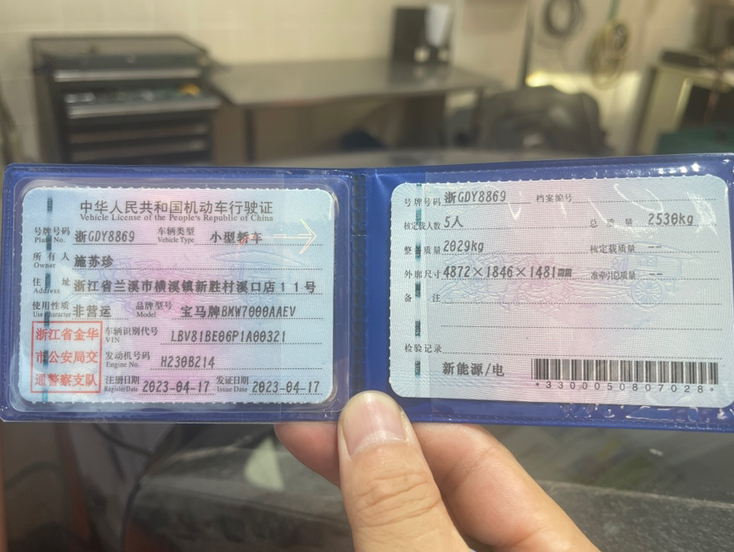 中华人民共和国机动车行驶证
Vehicle License of the People's Republic of China
号牌号码 浙GDY8869 车辆类型 小型轿车
Plate No. Vehicle Type
所有人 施苏珍
Owner
住址 浙江省兰溪市横溪镇新胜村溪口店11号
Address
使用性质 非营运 品牌型号 宝马牌BMW7000AAEV
Use Character Model
浙江省金华
市公安局交
通警察支队
车辆识别代号 LBV81BE06P1A00321
VIN
发动机号码 H230B214
Engine No.
注册日期 2023-04-17 发证日期 2023-04-17
Register Date Issue Date
号牌号码 浙GDY8869 档案编号
核定载人数 5人 总质量 2530kg
整备质量 2029kg 核定载质量 --
外廓尺寸 4872×1846×1481mm 准牵引总质量 --
备注
检验记录
新能源/电
*3300050807028*